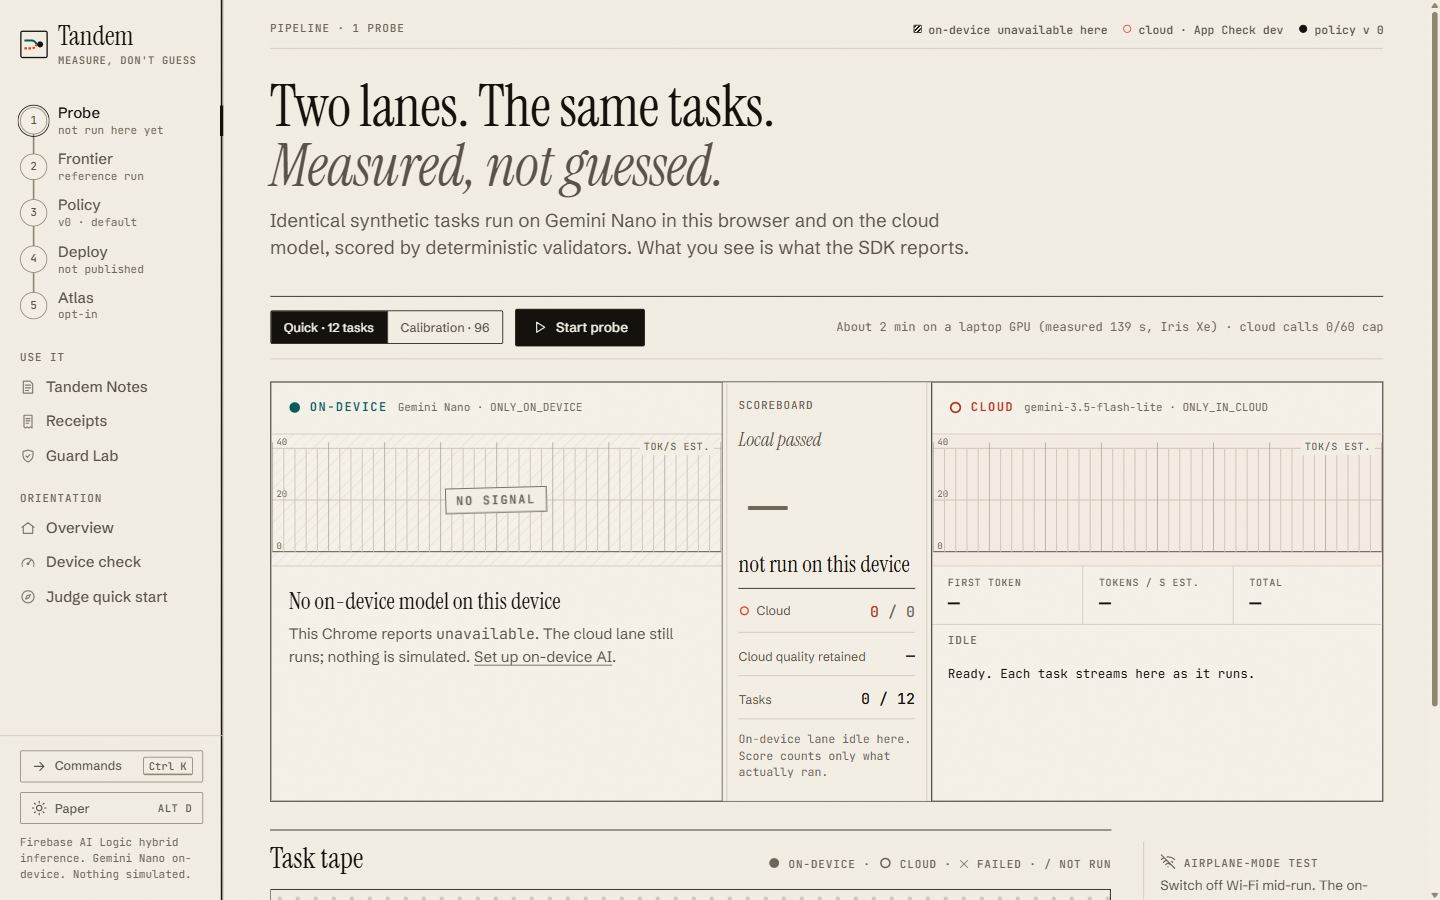 Tandem
MEASURE, DON'T GUESS
1
Probe
not run here yet
2
Frontier
reference run
3
Policy
v0 · default
4
Deploy
not published
5
Atlas
opt-in
USE IT
Tandem Notes
Receipts
Guard Lab
ORIENTATION
Overview
Device check
Judge quick start
Commands Ctrl K
Paper ALT D
Firebase AI Logic hybrid
inference. Gemini Nano on-
device. Nothing simulated.
PIPELINE · 1 PROBE
on-device unavailable here cloud · App Check dev policy v 0
Two lanes. The same tasks.
Measured, not guessed.
Identical synthetic tasks run on Gemini Nano in this browser and on the cloud
model, scored by deterministic validators. What you see is what the SDK reports.
Quick · 12 tasks Calibration · 96 Start probe
About 2 min on a laptop GPU (measured 139 s, Iris Xe) · cloud calls 0/60 cap
ON-DEVICE Gemini Nano · ONLY_ON_DEVICE
40
TOK/S EST.
20
NO SIGNAL
0
No on-device model on this device
This Chrome reports unavailable. The cloud lane still
runs; nothing is simulated. Set up on-device AI.
SCOREBOARD
Local passed
—
not run on this device
Cloud 0 / 0
Cloud quality retained –
Tasks 0 / 12
On-device lane idle here.
Score counts only what
actually ran.
CLOUD gemini-3.5-flash-lite · ONLY_IN_CLOUD
40
TOK/S EST.
20
0
FIRST TOKEN TOKENS / S EST. TOTAL
– – –
IDLE
Ready. Each task streams here as it runs.
Task tape
ON-DEVICE · CLOUD · × FAILED · / NOT RUN
AIRPLANE-MODE TEST
Switch off Wi-Fi mid-run. The on-